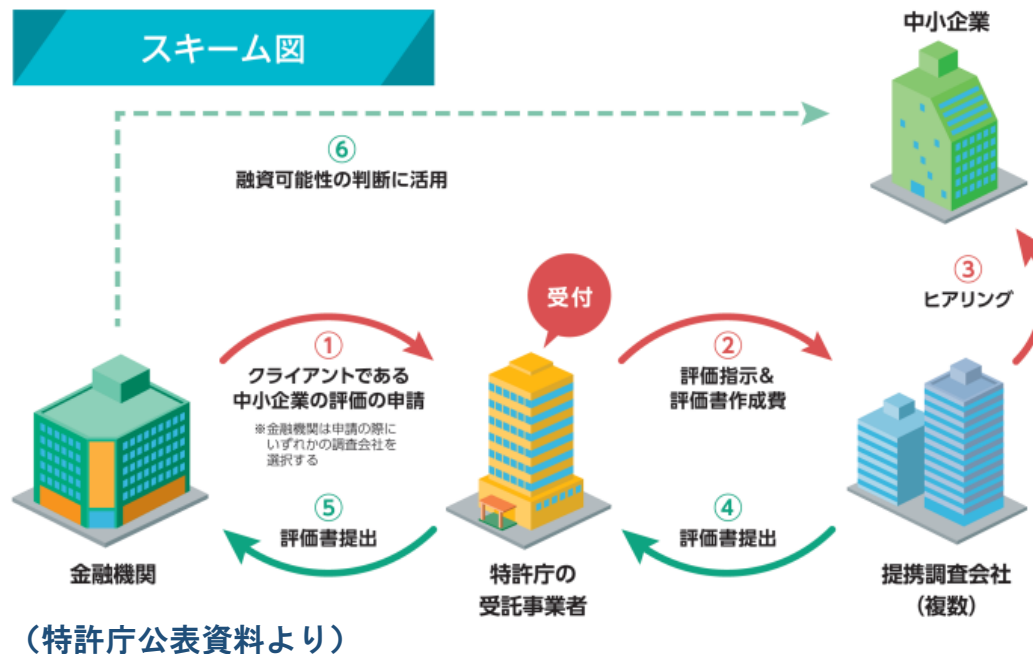 スキーム図
中小企業
⑥
融資可能性の判断に活用
受付
③
ヒアリング
①
クライアントである
中小企業の評価の申請
※金融機関は申請の際に
いずれかの調査会社を
選択する
②
評価指示&
評価書作成費
⑤
評価書提出
④
評価書提出
金融機関
特許庁の
受託事業者
提携調査会社
(複数)
(特許庁公表資料より)